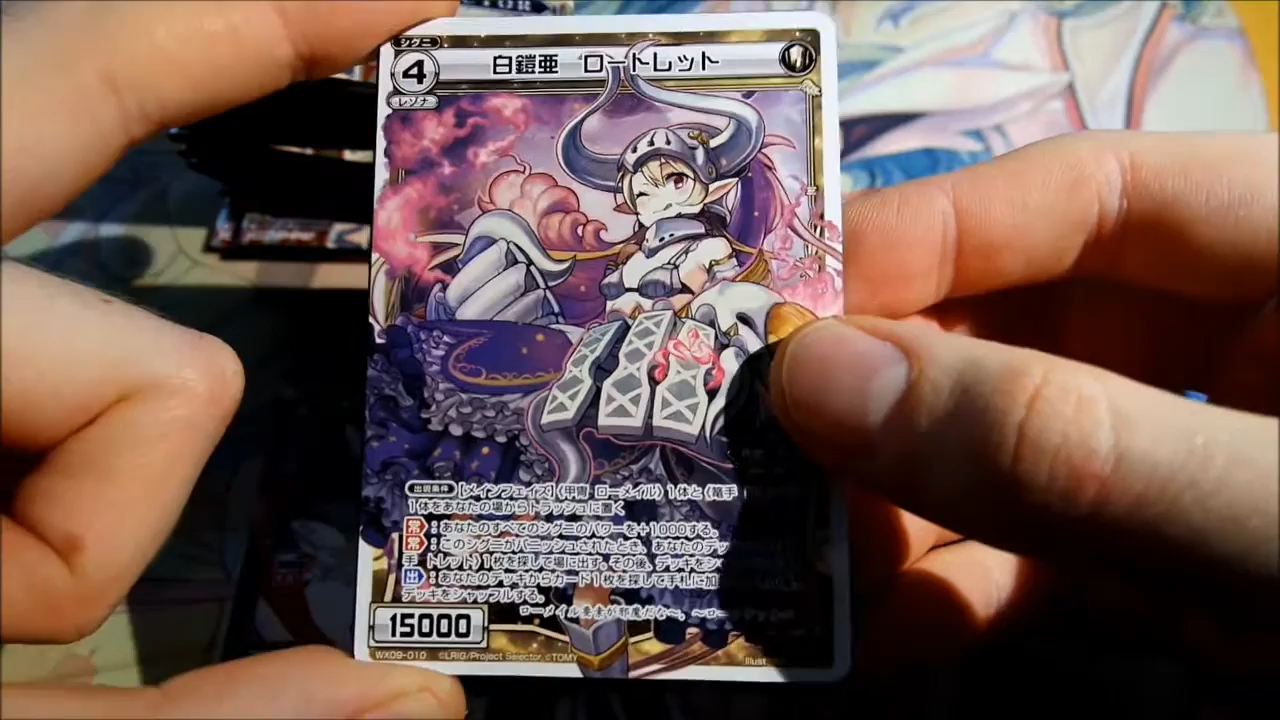 シグニ
4
白鎧亜 ロートレット
レゾナ
出現条件 [メインフェイズ]《甲冑 ローメイル》1体と《籠手
1体をあなたの場からトラッシュに置く
常:あなたのすべてのシグニのパワーを+1000する。
常:このシグニがバニッシュされたとき、あなたのデッ
手 トレット》1枚を探して場に出す。その後、デッキをシ
出:あなたのデッキからカード1枚を探して手札に加
デッキをシャッフルする。
ローメイル要素が邪魔だな~。~ロー
15000
WX09-010 ©LRIG/Project Selector ©TOMY
Illust